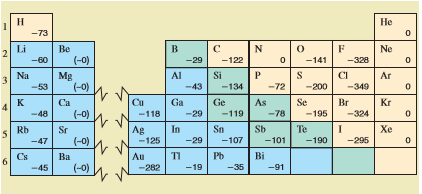 H He
1 -73 0
Li Be B C N O F Ne
2 -60 (-0) -29 -122 0 -141 -328 0
Na Mg Al Si P S Cl Ar
3 -53 (-0) -43 -134 -72 -200 -349 0
K Ca Cu Ga Ge As Se Br Kr
4 -48 (-0) -118 -29 -119 -78 -195 -324 0
Rb Sr Ag In Sn Sb Te I Xe
5 -47 (-0) -125 -29 -107 -101 -190 -295 0
Cs Ba Au Tl Pb Bi
6 -45 (-0) -282 -19 -35 -91